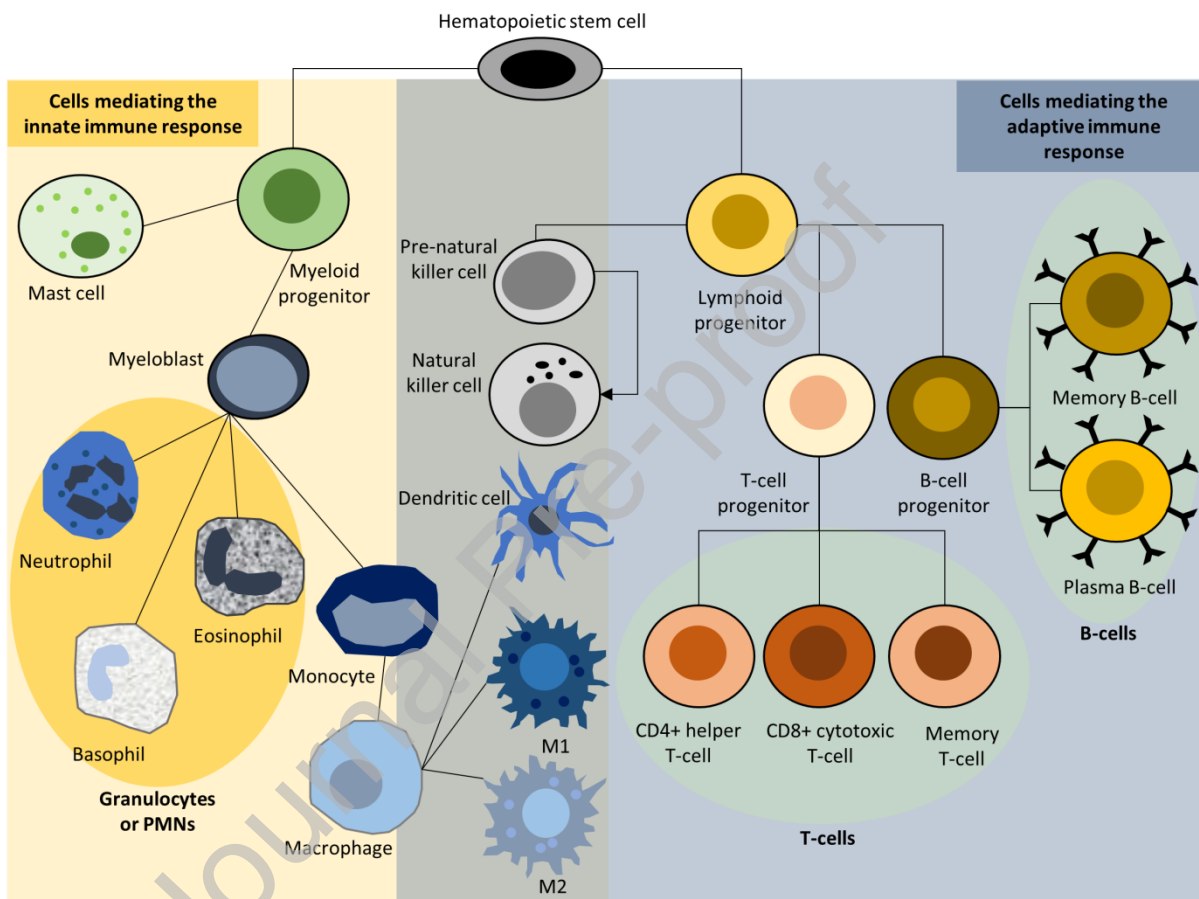 Hematopoietic stem cell
Cells mediating the
innate immune response
Cells mediating the
adaptive immune
response
Mast cell
Myeloid
progenitor
Pre-natural
killer cell
Lymphoid
progenitor
Myeloblast
Natural
killer cell
Memory B-cell
T-cell
progenitor
B-cell
progenitor
Dendritic cell
Neutrophil
Eosinophil
Plasma B-cell
B-cells
Monocyte
Basophil
M1
CD4+ helper
T-cell
CD8+ cytotoxic
T-cell
Memory
T-cell
Granulocytes
or PMNs
Macrophage
T-cells
M2
Journal Pre-proof